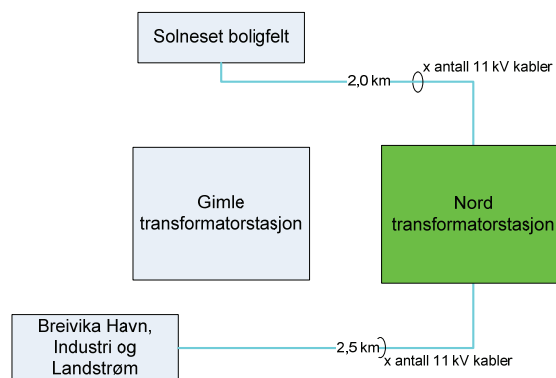 Solneset boligfelt
x antall 11 kV kabler
2,0 km
Gimle
transformatorstasjon
Nord
transformatorstasjon
Breivika Havn,
Industri og
Landstrøm
2,5 km
x antall 11 kV kabler